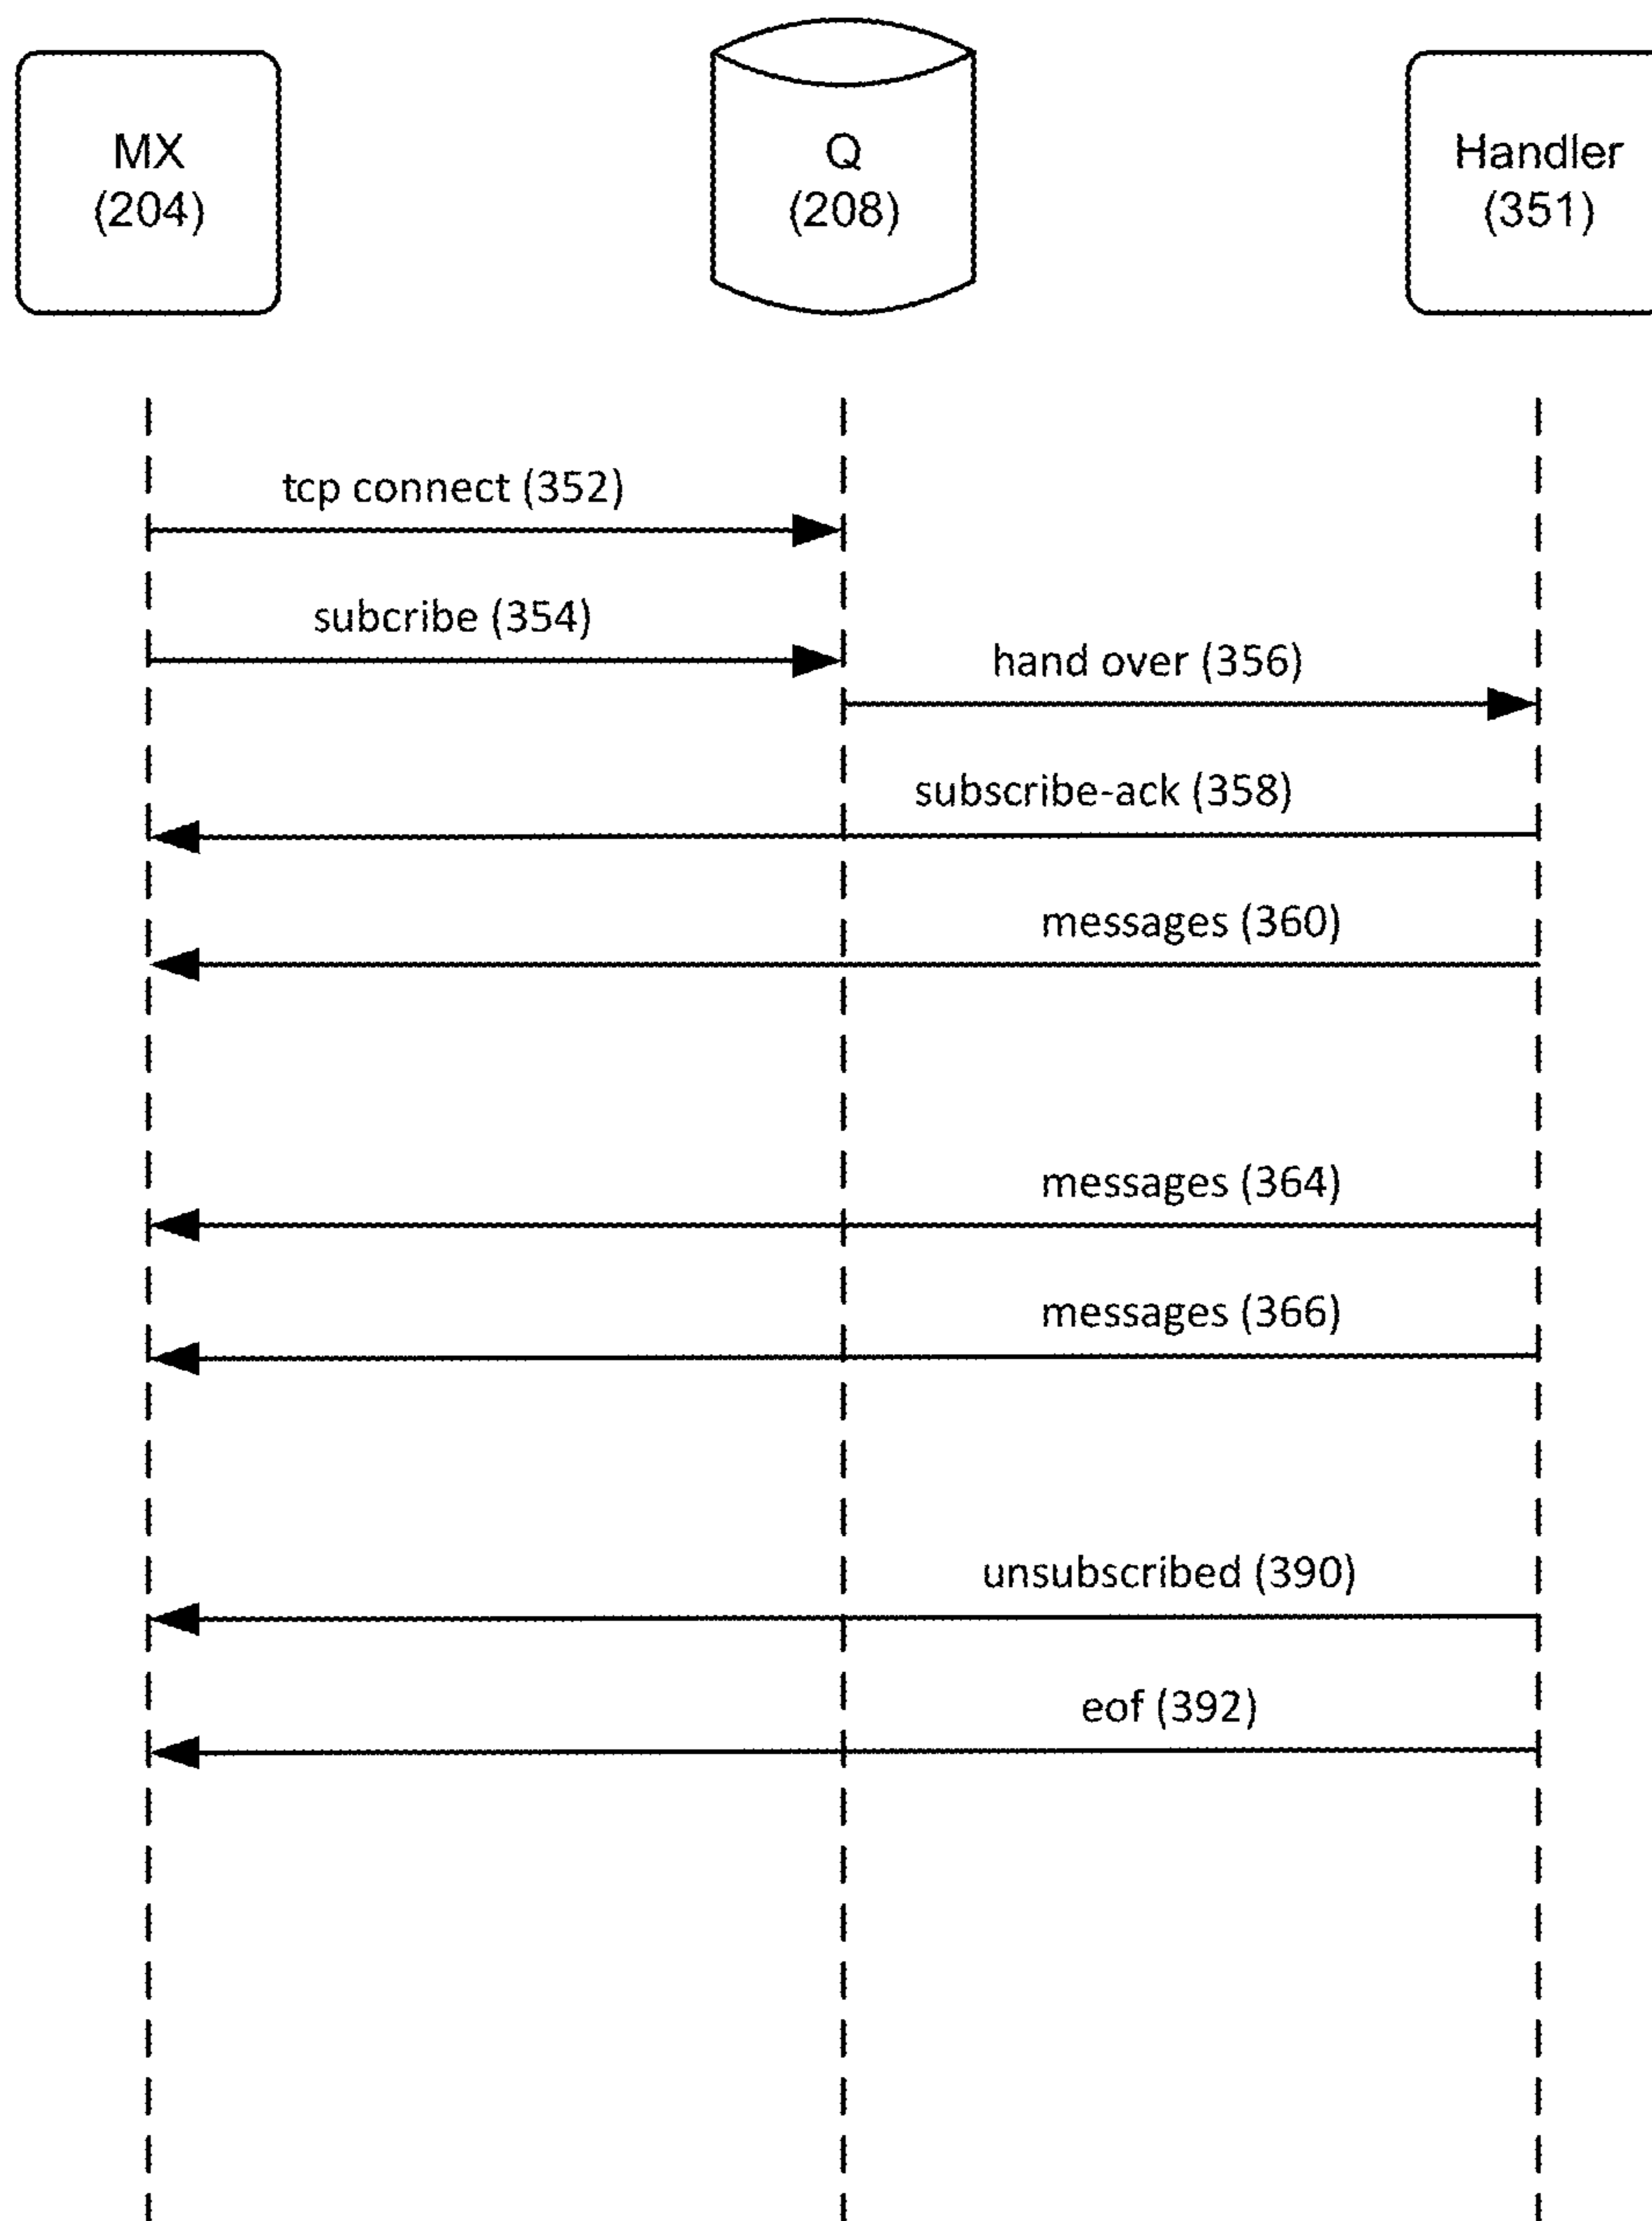 MX
(204)
Q
(208)
Handler
(351)
tcp connect (352)
subcribe (354)
hand over (356)
subscribe-ack (358)
messages (360)
messages (364)
messages (366)
unsubscribed (390)
eof (392)